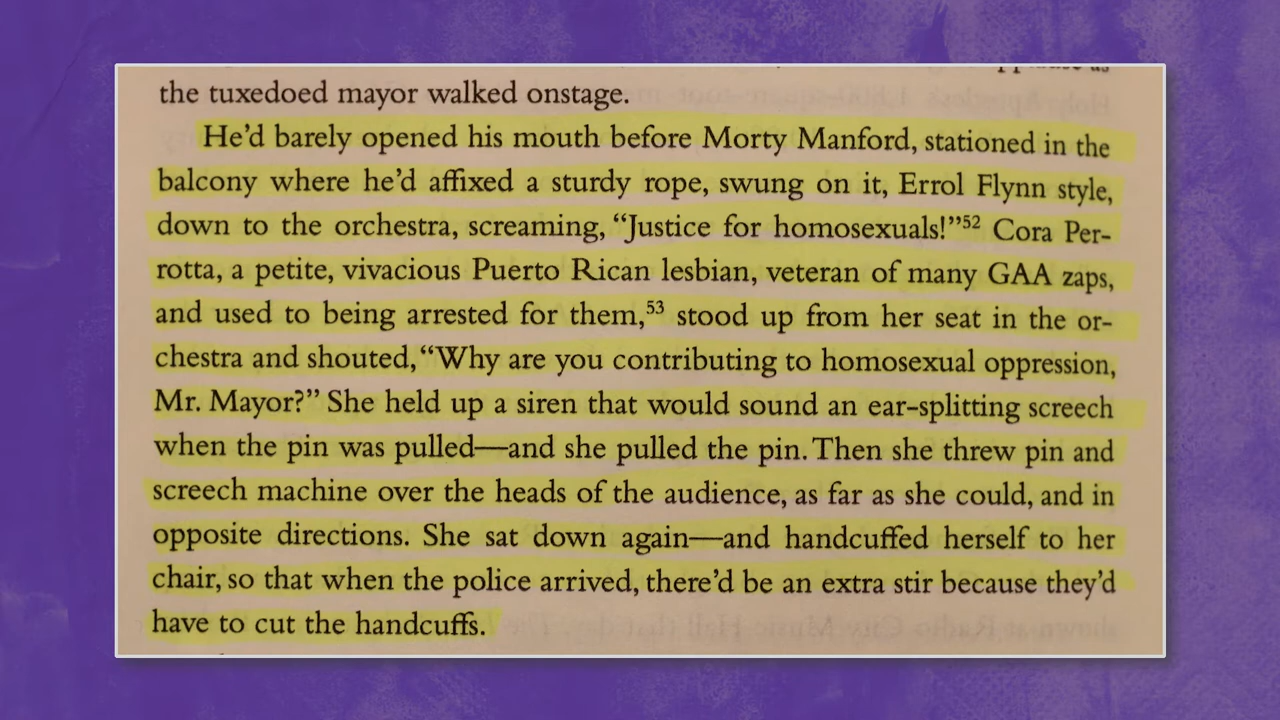 the tuxedoed mayor walked onstage.
He'd barely opened his mouth before Morty Manford, stationed in the
balcony where he'd affixed a sturdy rope, swung on it, Errol Flynn style,
down to the orchestra, screaming, “Justice for homosexuals!”52 Cora Per-
rotta, a petite, vivacious Puerto Rican lesbian, veteran of many GAA zaps,
and used to being arrested for them,53 stood up from her seat in the or-
chestra and shouted, “Why are you contributing to homosexual oppression,
Mr. Mayor?” She held up a siren that would sound an ear-splitting screech
when the pin was pulled—and she pulled the pin. Then she threw pin and
screech machine over the heads of the audience, as far as she could, and in
opposite directions. She sat down again—and handcuffed herself to her
chair, so that when the police arrived, there'd be an extra stir because they'd
have to cut the handcuffs.